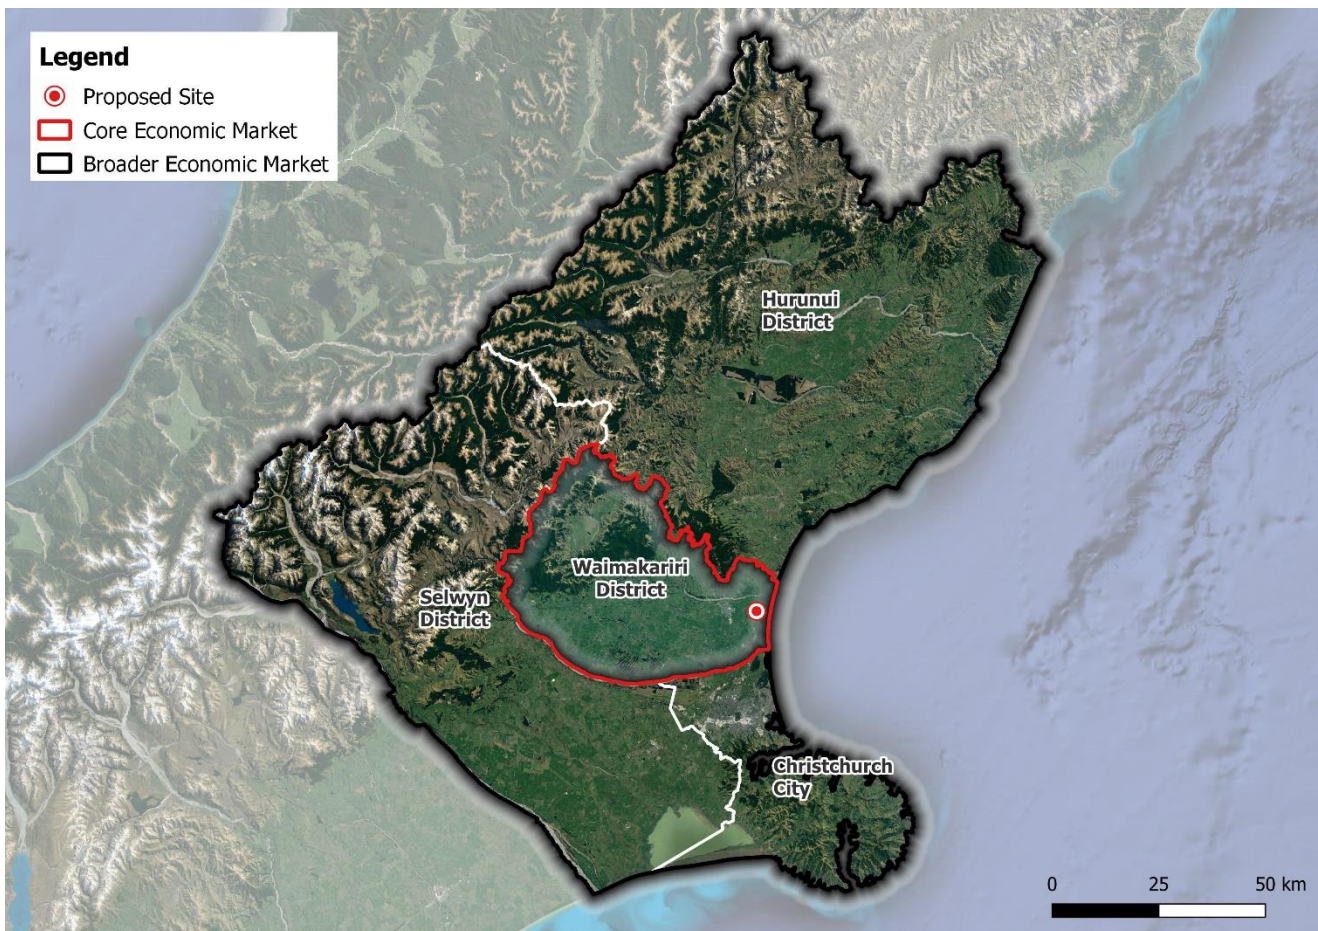 Legend
Proposed Site
Core Economic Market
Broader Economic Market
Hurunui
District
Waimakariri
District
Selwyn
District
Christchurch
City
0 25 50 km